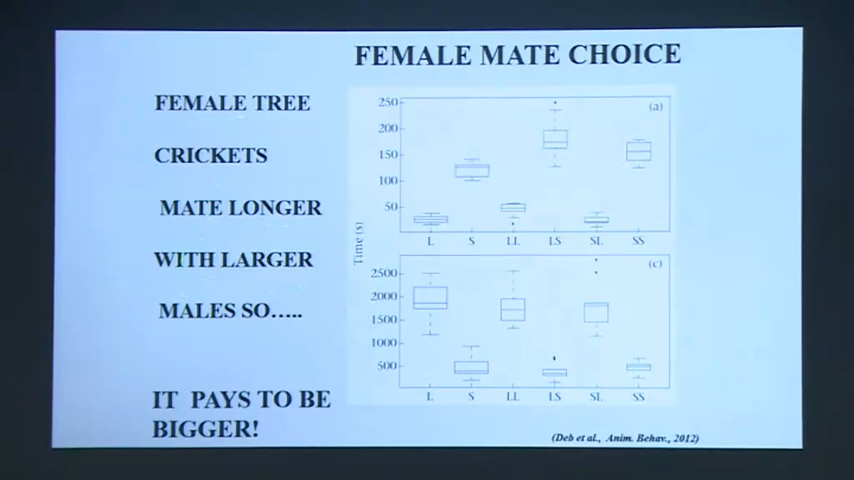 FEMALE MATE CHOICE
FEMALE TREE
CRICKETS
MATE LONGER
WITH LARGER
MALES SO…..
IT PAYS TO BE
BIGGER!
Time (s)
(a)
250
200
150
100
50
L S LL LS SL SS
(c)
2500
2000
1500
1000
500
L S LL LS SL SS
(Deb et al., Anim. Behav., 2012)